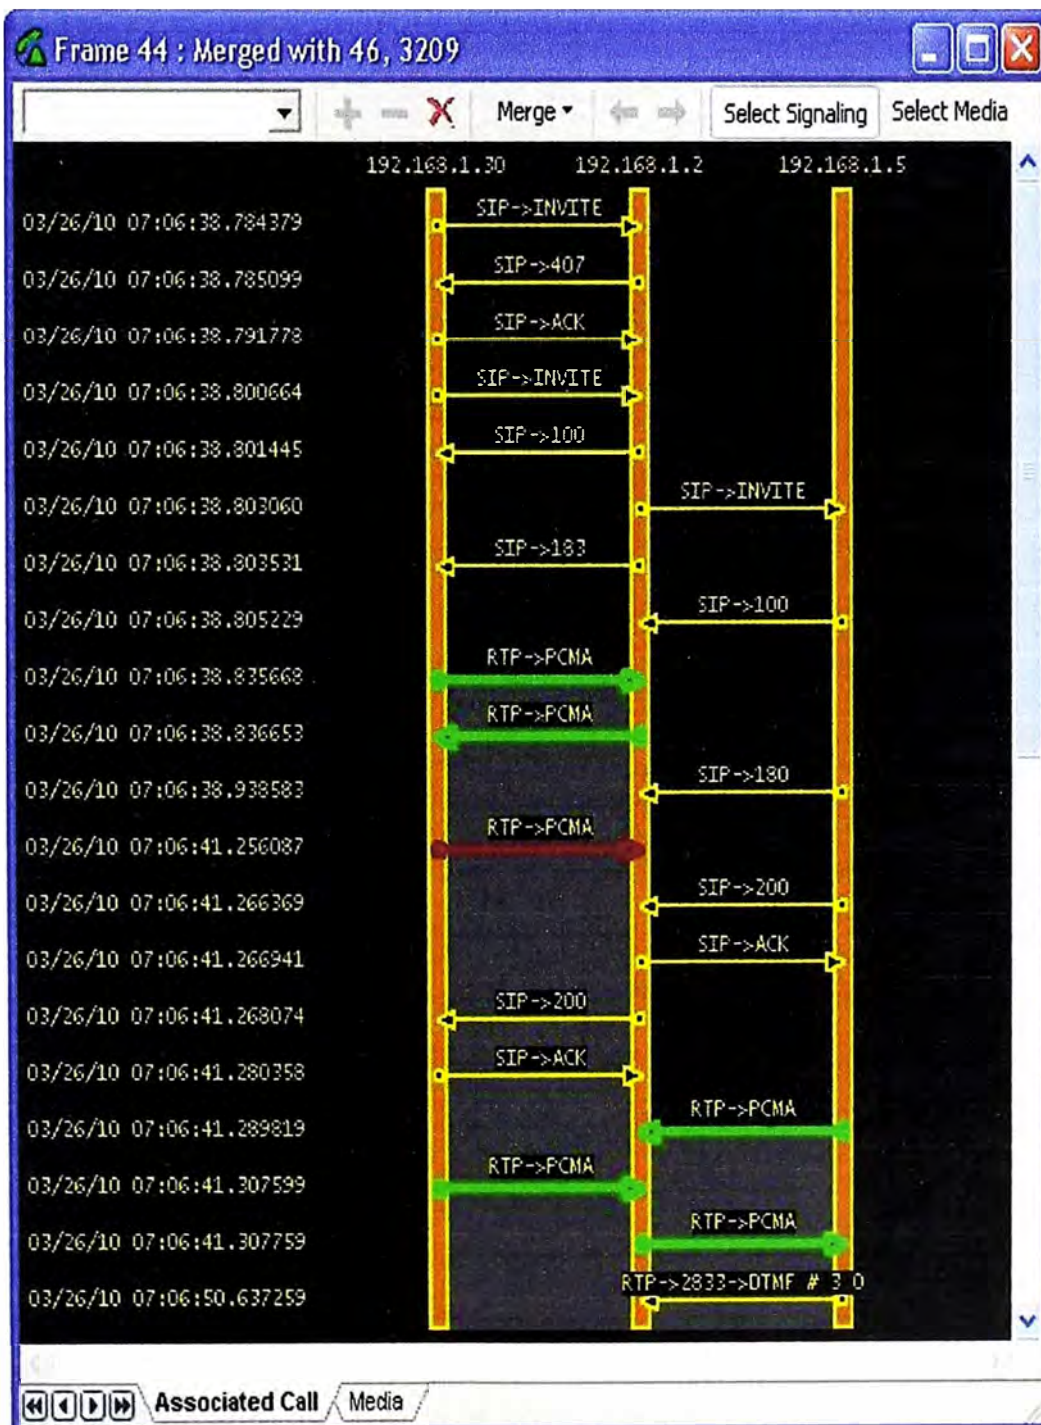 Frame 44 : Merged with 46, 3209
Merge Select Signaling Select Media
192.168.1.30 192.168.1.2 192.168.1.5
03/26/10 07:06:38.784379 SIP->INVITE
03/26/10 07:06:38.785099 SIP->407
03/26/10 07:06:38.791778 SIP->ACK
03/26/10 07:06:38.800664 SIP->INVITE
03/26/10 07:06:38.801445 SIP->100
03/26/10 07:06:38.803060 SIP->INVITE
03/26/10 07:06:38.803531 SIP->183
03/26/10 07:06:38.805229 SIP->100
03/26/10 07:06:38.835668 RTP->PCMA
03/26/10 07:06:38.836653 RTP->PCMA
03/26/10 07:06:38.938583 SIP->180
03/26/10 07:06:41.256087 RTP->PCMA
03/26/10 07:06:41.266369 SIP->200
03/26/10 07:06:41.266941 SIP->ACK
03/26/10 07:06:41.268074 SIP->200
03/26/10 07:06:41.280358 SIP->ACK
03/26/10 07:06:41.289819 RTP->PCMA
03/26/10 07:06:41.307599 RTP->PCMA
03/26/10 07:06:41.307759 RTP->PCMA
03/26/10 07:06:50.637259 RTP->2833->DTMF # 3 0
Associated Call Media